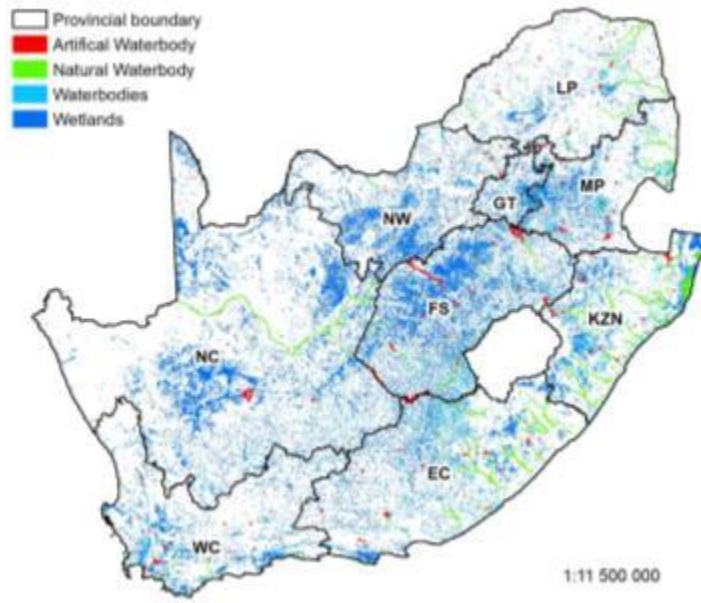 Provincial boundary
Artifical Waterbody
Natural Waterbody
Waterbodies
Wetlands
LP
MP
GT
NW
FS
KZN
NC
EC
WC
1:11 500 000